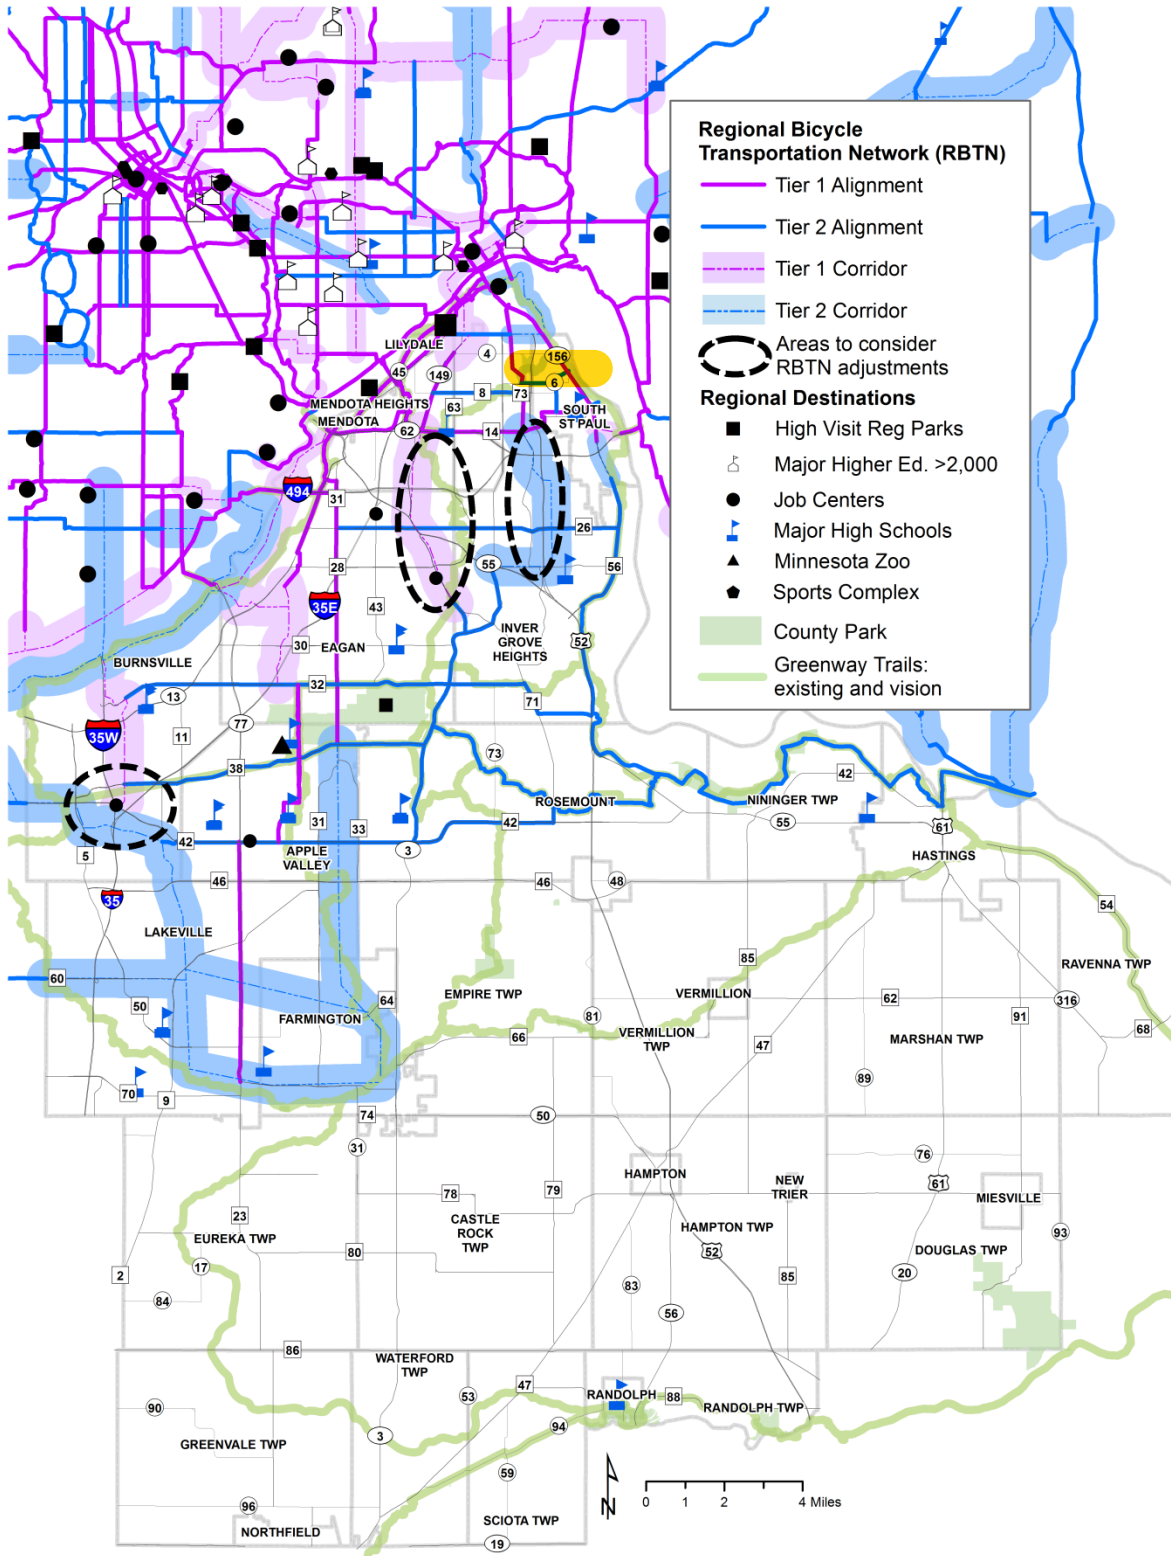 Regional Bicycle
Transportation Network (RBTN)
Tier 1 Alignment
Tier 2 Alignment
Tier 1 Corridor
Tier 2 Corridor
Areas to consider
RBTN adjustments
Regional Destinations
High Visit Reg Parks
Major Higher Ed. >2,000
Job Centers
Major High Schools
Minnesota Zoo
Sports Complex
County Park
Greenway Trails:
existing and vision
LILYDALE
4
156
45
149
6
8
73
MENDOTA HEIGHTS
63
SOUTH
ST PAUL
MENDOTA
62
14
494
31
26
28
55
56
35E
43
INVER
GROVE
HEIGHTS
52
30
EAGAN
BURNSVILLE
32
13
71
77
35W
11
73
38
42
ROSEMOUNT
NININGER TWP
31
33
42
55
61
5
42
APPLE
VALLEY
3
HASTINGS
46
46
48
35
54
LAKEVILLE
85
RAVENNA TWP
60
EMPIRE TWP
VERMILLION
50
64
62
316
FARMINGTON
81
91
68
66
VERMILLION
TWP
47
MARSHAN TWP
89
70
9
74
50
31
76
HAMPTON
61
NEW
TRIER
78
79
MIESVILLE
23
CASTLE
ROCK
TWP
HAMPTON TWP
93
EUREKA TWP
80
52
DOUGLAS TWP
17
2
85
20
84
83
56
86
WATERFORD
TWP
47
53
RANDOLPH
88
90
RANDOLPH TWP
94
3
GREENVALE TWP
59
96
N
0 1 2 4 Miles
SCIOTA TWP
NORTHFIELD
19